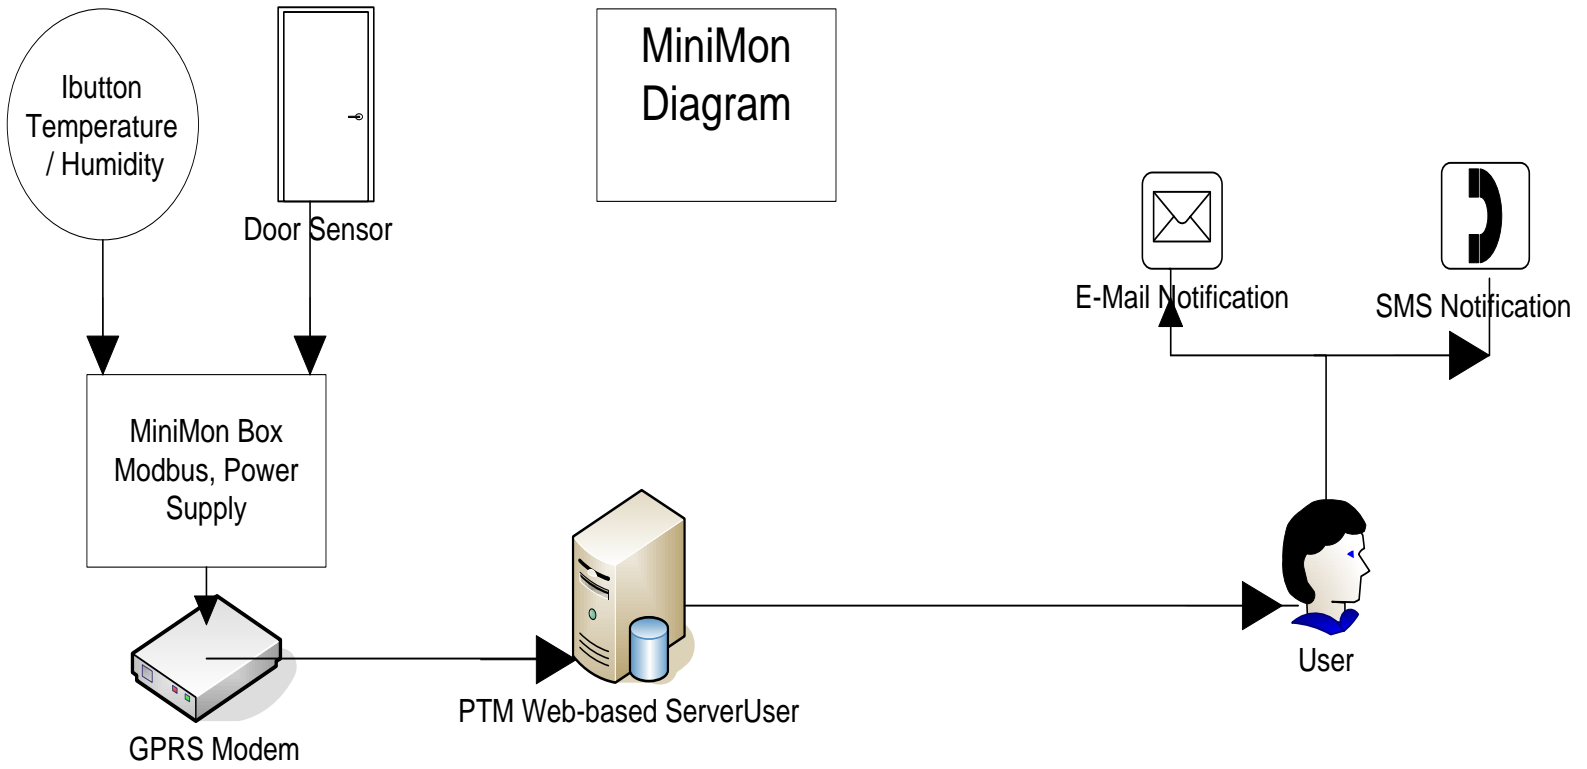 Ibutton
Temperature
/ Humidity
Door Sensor
MiniMon
Diagram
E-Mail Notification
SMS Notification
MiniMon Box
Modbus, Power
Supply
GPRS Modem
PTM Web-based ServerUser
User